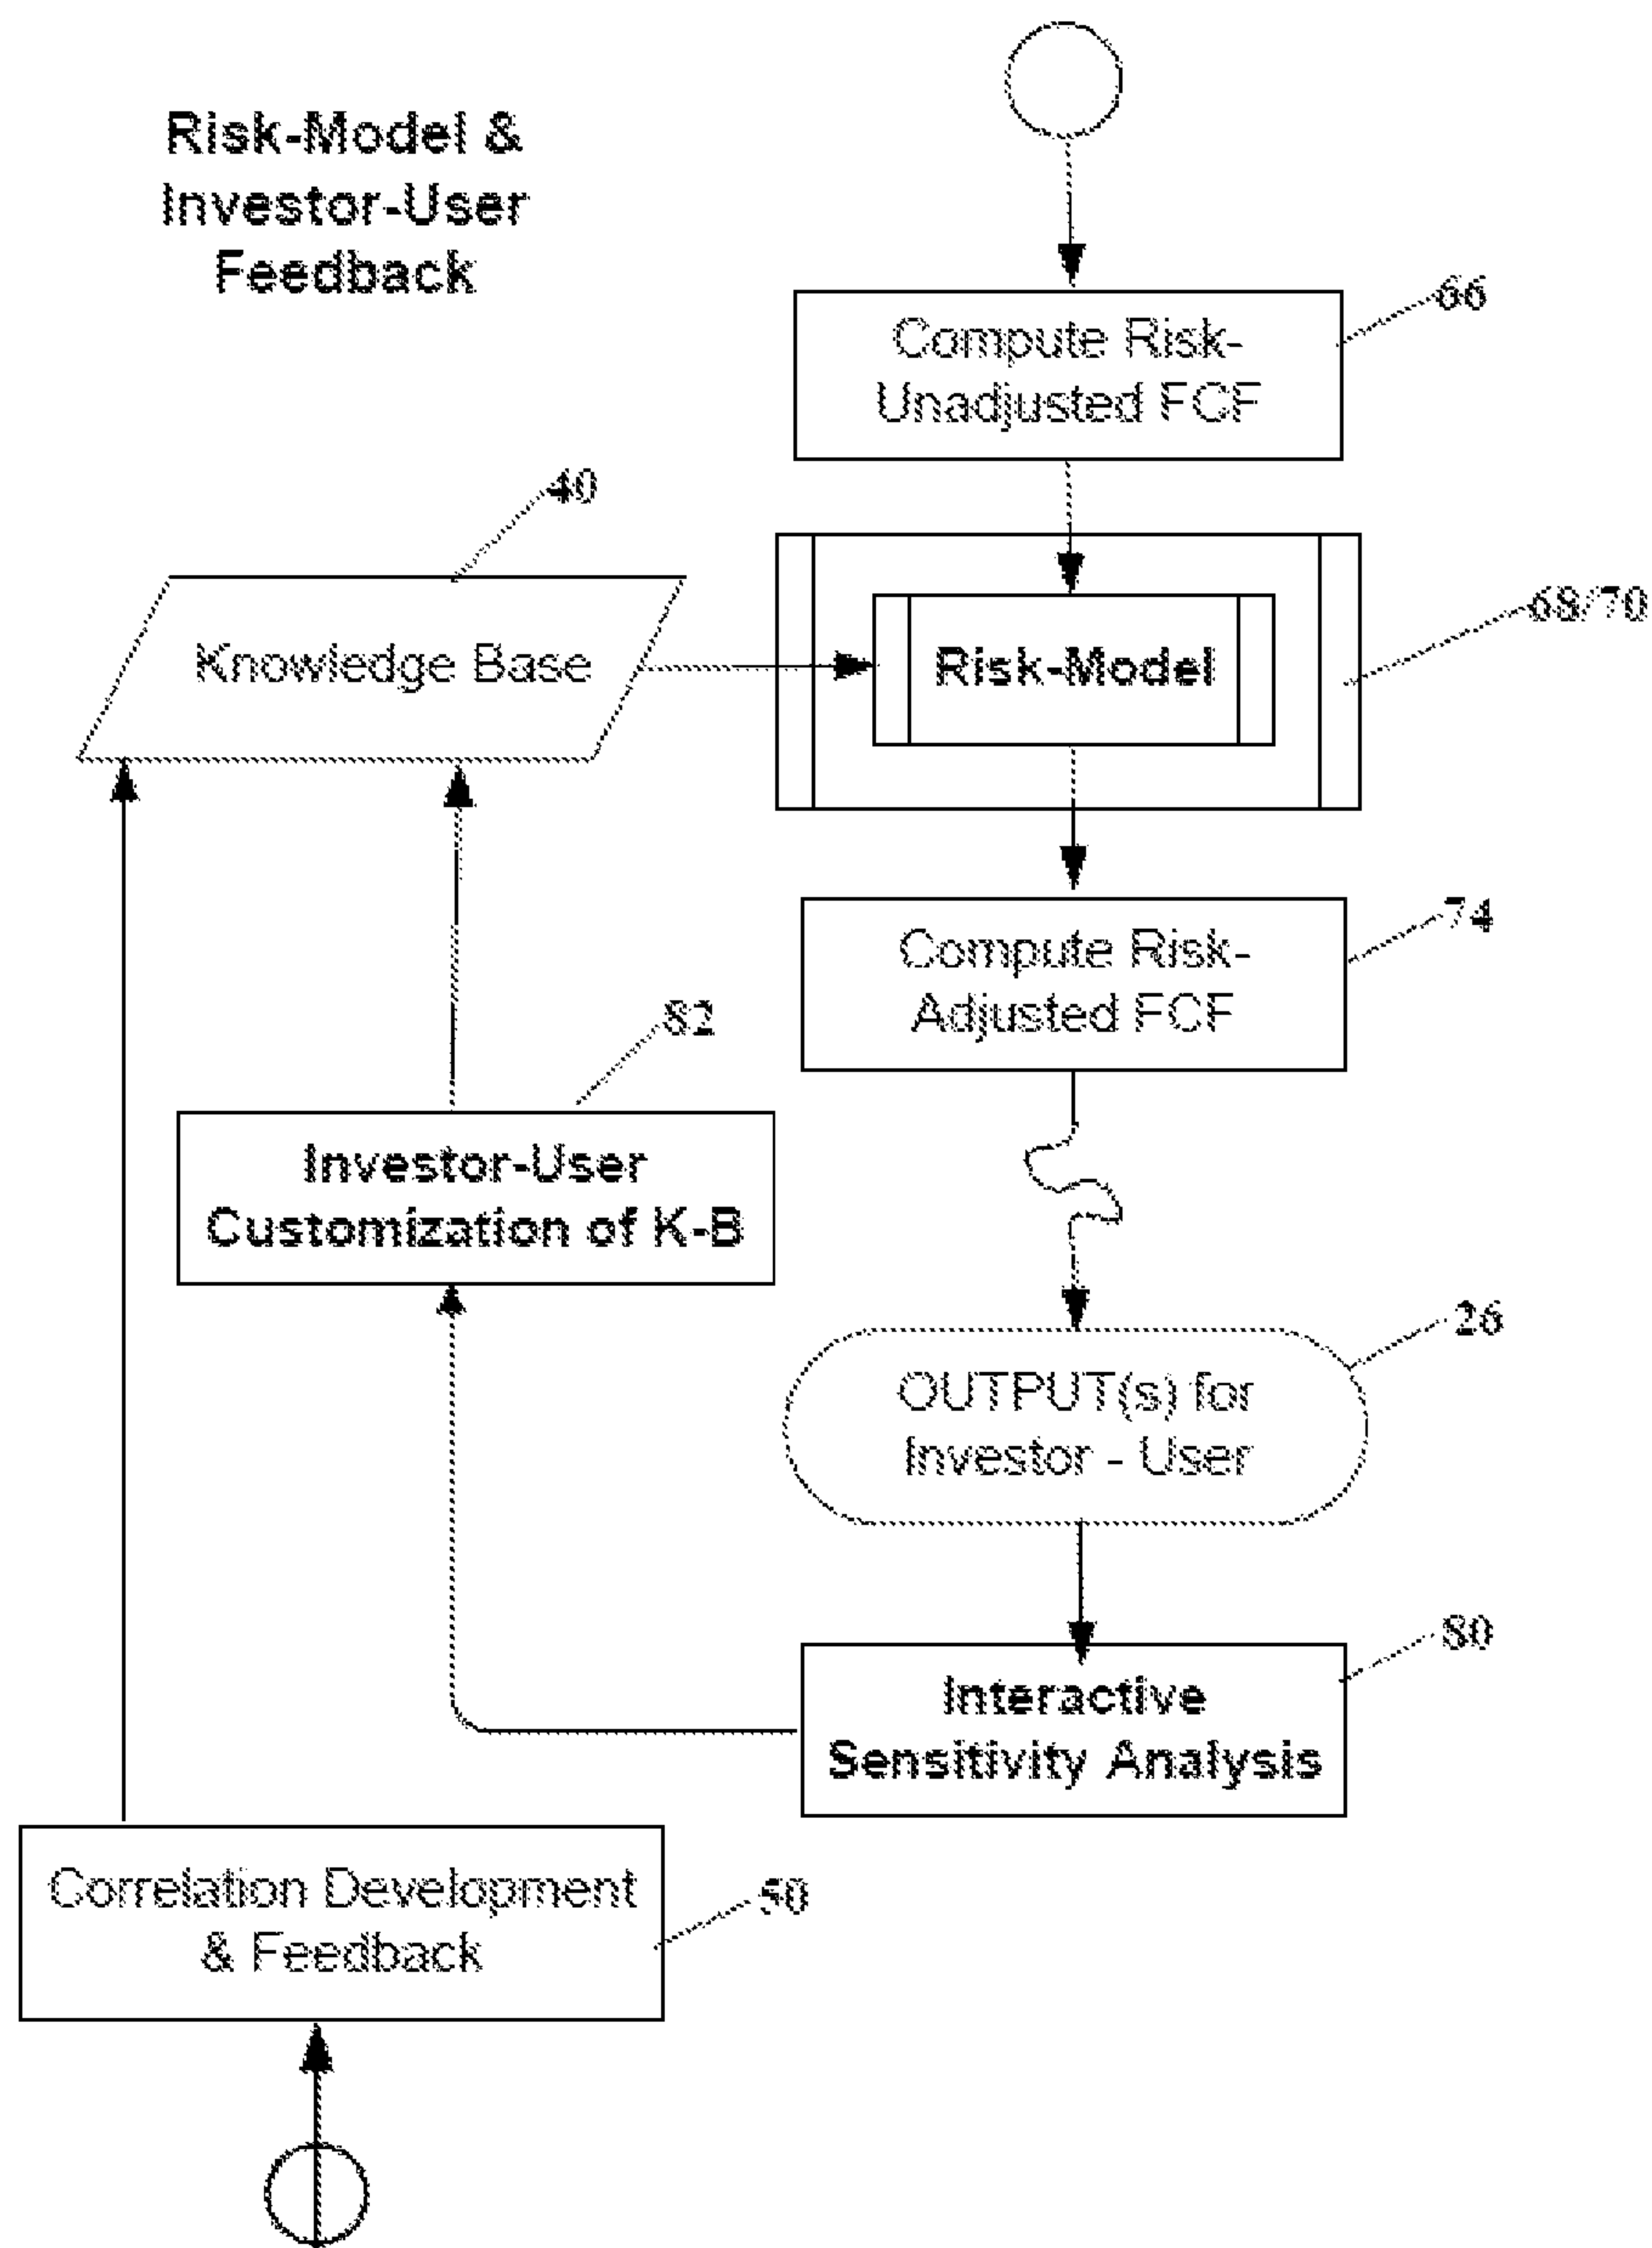 Risk-Model &
Investor-User
Feedback
66
Compute Risk-
Unadjusted FCF
40
68/70
Knowledge Base
Risk-Model
74
Compute Risk-
Adjusted FCF
82
Investor-User
Customization of K-B
26
OUTPUT(s) for
Investor - User
80
Interactive
Sensitivity Analysis
Correlation Development
& Feedback
50